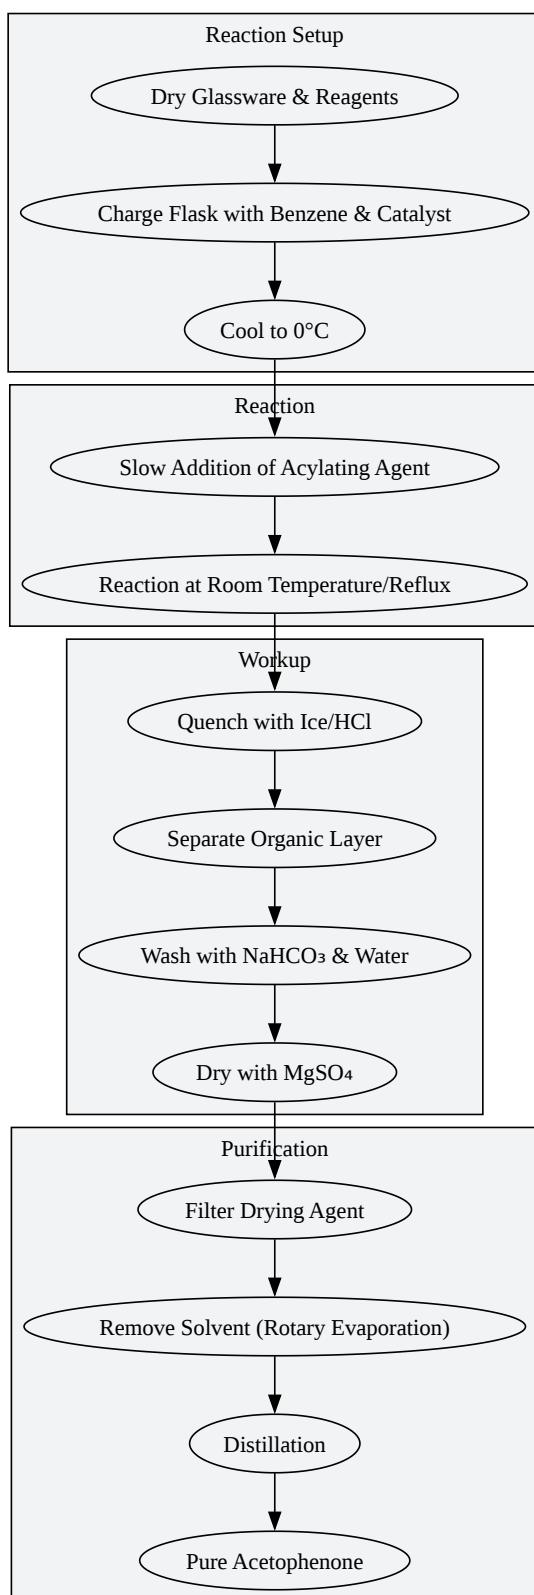 Reaction Setup
Dry Glassware & Reagents
Charge Flask with Benzene & Catalyst
Cool to 0°C
Reaction
Slow Addition of Acylating Agent
Reaction at Room Temperature/Reflux
Workup
Quench with Ice/HCl
Separate Organic Layer
Wash with NaHCO₃ & Water
Dry with MgSO₄
Purification
Filter Drying Agent
Remove Solvent (Rotary Evaporation)
Distillation
Pure Acetophenone